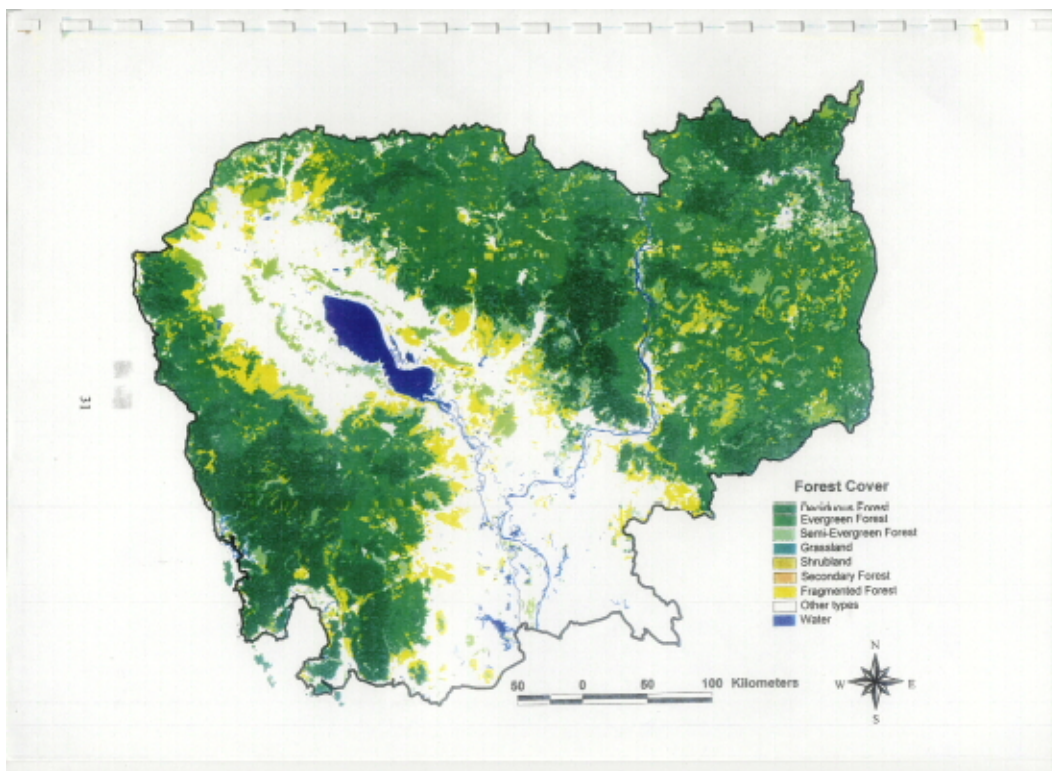 31
Forest Cover
Deciduous Forest
Evergreen Forest
Semi-Evergreen Forest
Grassland
Shrubland
Secondary Forest
Fragmented Forest
Other types
Water
50 0 50 100 Kilometers
N
W E
S